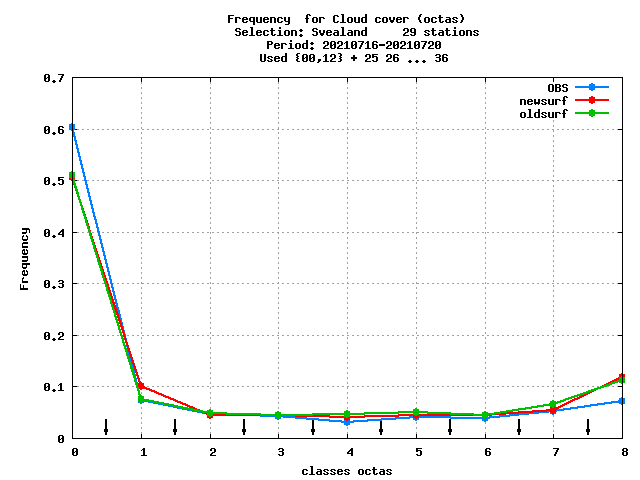 Frequency  for Cloud cover (octas)
Selection: Svealand     29 stations
Period: 20210716-20210720
Used {00,12} + 25 26 ... 36
OBS
newsurf
oldsurf
0.7
0.6
0.5
0.4
0.3
0.2
0.1
0
Frequency
0 1 2 3 4 5 6 7 8
classes octas